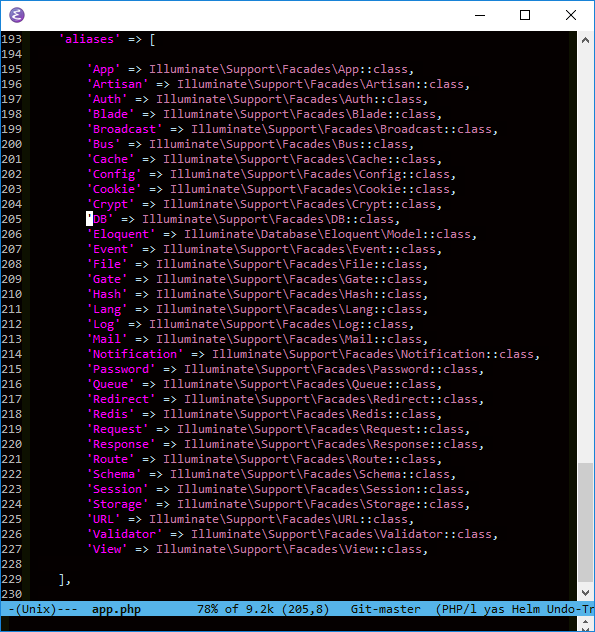 193     'aliases' => [
194
195         'App' => Illuminate\Support\Facades\App::class,
196         'Artisan' => Illuminate\Support\Facades\Artisan::class,
197         'Auth' => Illuminate\Support\Facades\Auth::class,
198         'Blade' => Illuminate\Support\Facades\Blade::class,
199         'Broadcast' => Illuminate\Support\Facades\Broadcast::class,
200         'Bus' => Illuminate\Support\Facades\Bus::class,
201         'Cache' => Illuminate\Support\Facades\Cache::class,
202         'Config' => Illuminate\Support\Facades\Config::class,
203         'Cookie' => Illuminate\Support\Facades\Cookie::class,
204         'Crypt' => Illuminate\Support\Facades\Crypt::class,
205         'DB' => Illuminate\Support\Facades\DB::class,
206         'Eloquent' => Illuminate\Database\Eloquent\Model::class,
207         'Event' => Illuminate\Support\Facades\Event::class,
208         'File' => Illuminate\Support\Facades\File::class,
209         'Gate' => Illuminate\Support\Facades\Gate::class,
210         'Hash' => Illuminate\Support\Facades\Hash::class,
211         'Lang' => Illuminate\Support\Facades\Lang::class,
212         'Log' => Illuminate\Support\Facades\Log::class,
213         'Mail' => Illuminate\Support\Facades\Mail::class,
214         'Notification' => Illuminate\Support\Facades\Notification::class,
215         'Password' => Illuminate\Support\Facades\Password::class,
216         'Queue' => Illuminate\Support\Facades\Queue::class,
217         'Redirect' => Illuminate\Support\Facades\Redirect::class,
218         'Redis' => Illuminate\Support\Facades\Redis::class,
219         'Request' => Illuminate\Support\Facades\Request::class,
220         'Response' => Illuminate\Support\Facades\Response::class,
221         'Route' => Illuminate\Support\Facades\Route::class,
222         'Schema' => Illuminate\Support\Facades\Schema::class,
223         'Session' => Illuminate\Support\Facades\Session::class,
224         'Storage' => Illuminate\Support\Facades\Storage::class,
225         'URL' => Illuminate\Support\Facades\URL::class,
226         'Validator' => Illuminate\Support\Facades\Validator::class,
227         'View' => Illuminate\Support\Facades\View::class,
228
229     ],
230
-(Unix)---  app.php        78% of 9.2k (205,8)   Git-master  (PHP/l yas Helm Undo-Tr